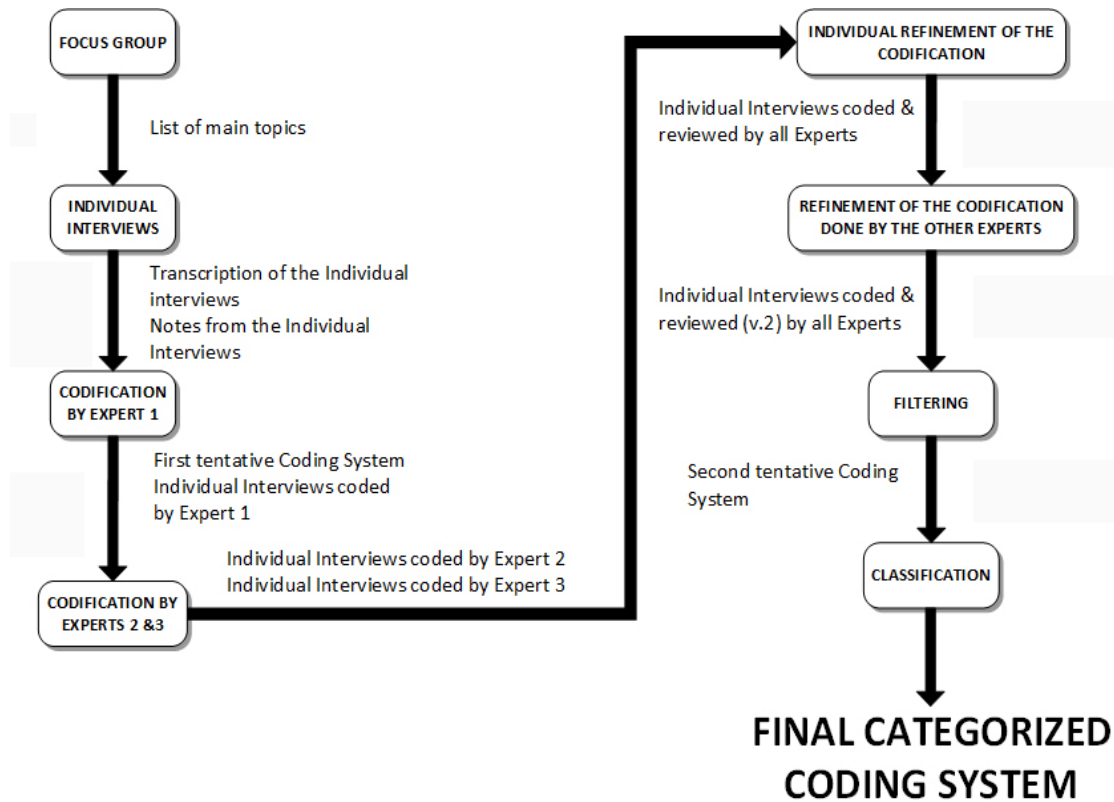 FOCUS GROUP
List of main topics
INDIVIDUAL
INTERVIEWS
Transcription of the Individual
interviews
Notes from the Individual
Interviews
CODIFICATION
BY EXPERT 1
First tentative Coding System
Individual Interviews coded
by Expert 1
CODIFICATION BY
EXPERTS 2 &3
Individual Interviews coded by Expert 2
Individual Interviews coded by Expert 3
INDIVIDUAL REFINEMENT OF THE
CODIFICATION
Individual Interviews coded &
reviewed by all Experts
REFINEMENT OF THE CODIFICATION
DONE BY THE OTHER EXPERTS
Individual Interviews coded &
reviewed (v.2) by all Experts
FILTERING
Second tentative Coding
System
CLASSIFICATION
FINAL CATEGORIZED
CODING SYSTEM